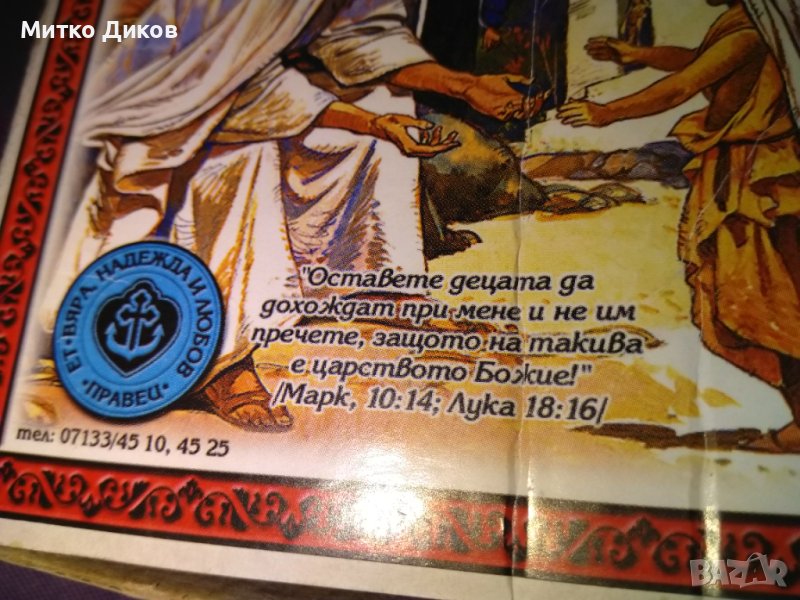 Митко Диков
"Оставете децата да
дохождат при мене и не им
пречете, защото на такива
е царството Божие!"
/Марк, 10:14; Лука 18:16/
ЕТ·ВЯРА, НАДЕЖДА И ЛЮБОВ
·ПРАВЕЦ·
тел: 07133/45 10, 45 25
BAZAR